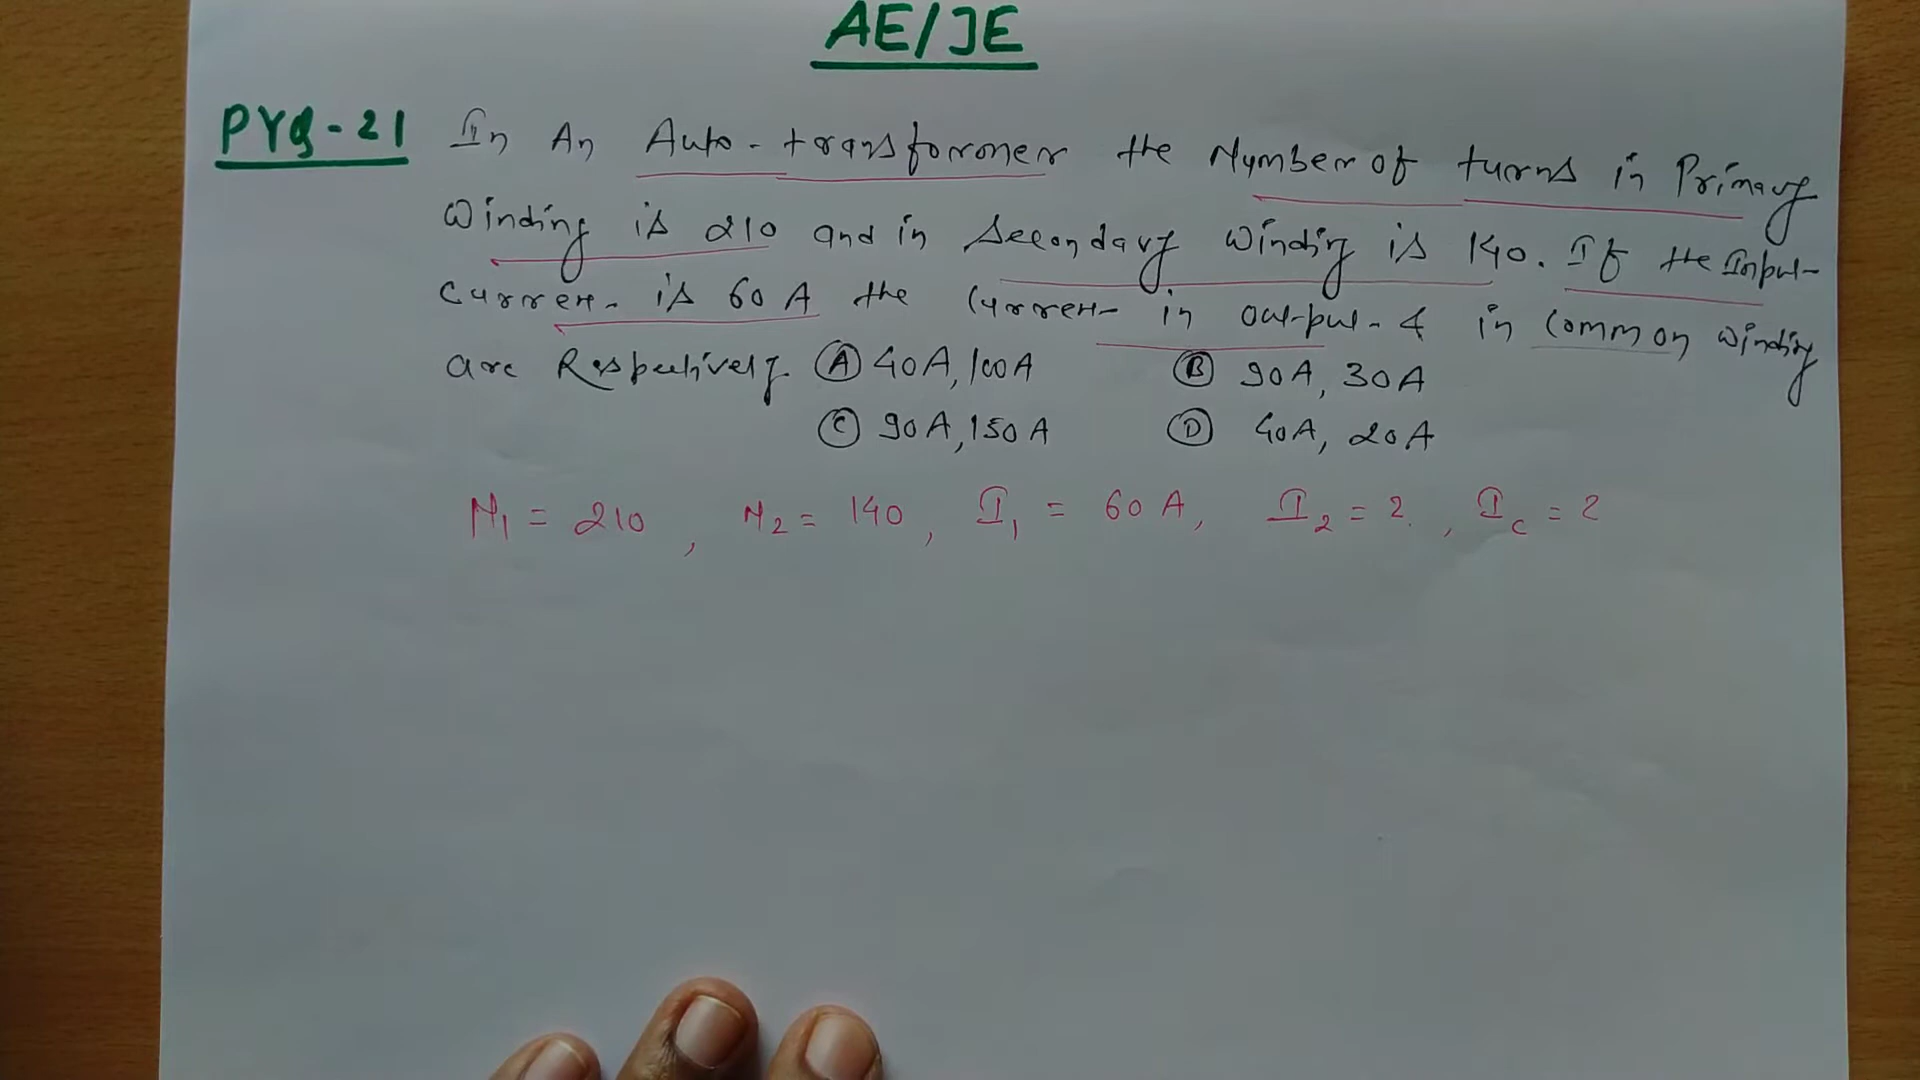 AE/JE
PYQ-21 In An Auto-transformer the Number of turns in Primary
Winding is 210 and in Secondary Winding is 140. If the Input
Current is 60 A the Current in output & in Common winding
are Respectively (A) 40A, 100A (B) 90A, 30A
(C) 90A, 150A (D) 40A, 20A
N1 = 210, N2 = 140, I1 = 60 A, I2 = ?, Ic = ?